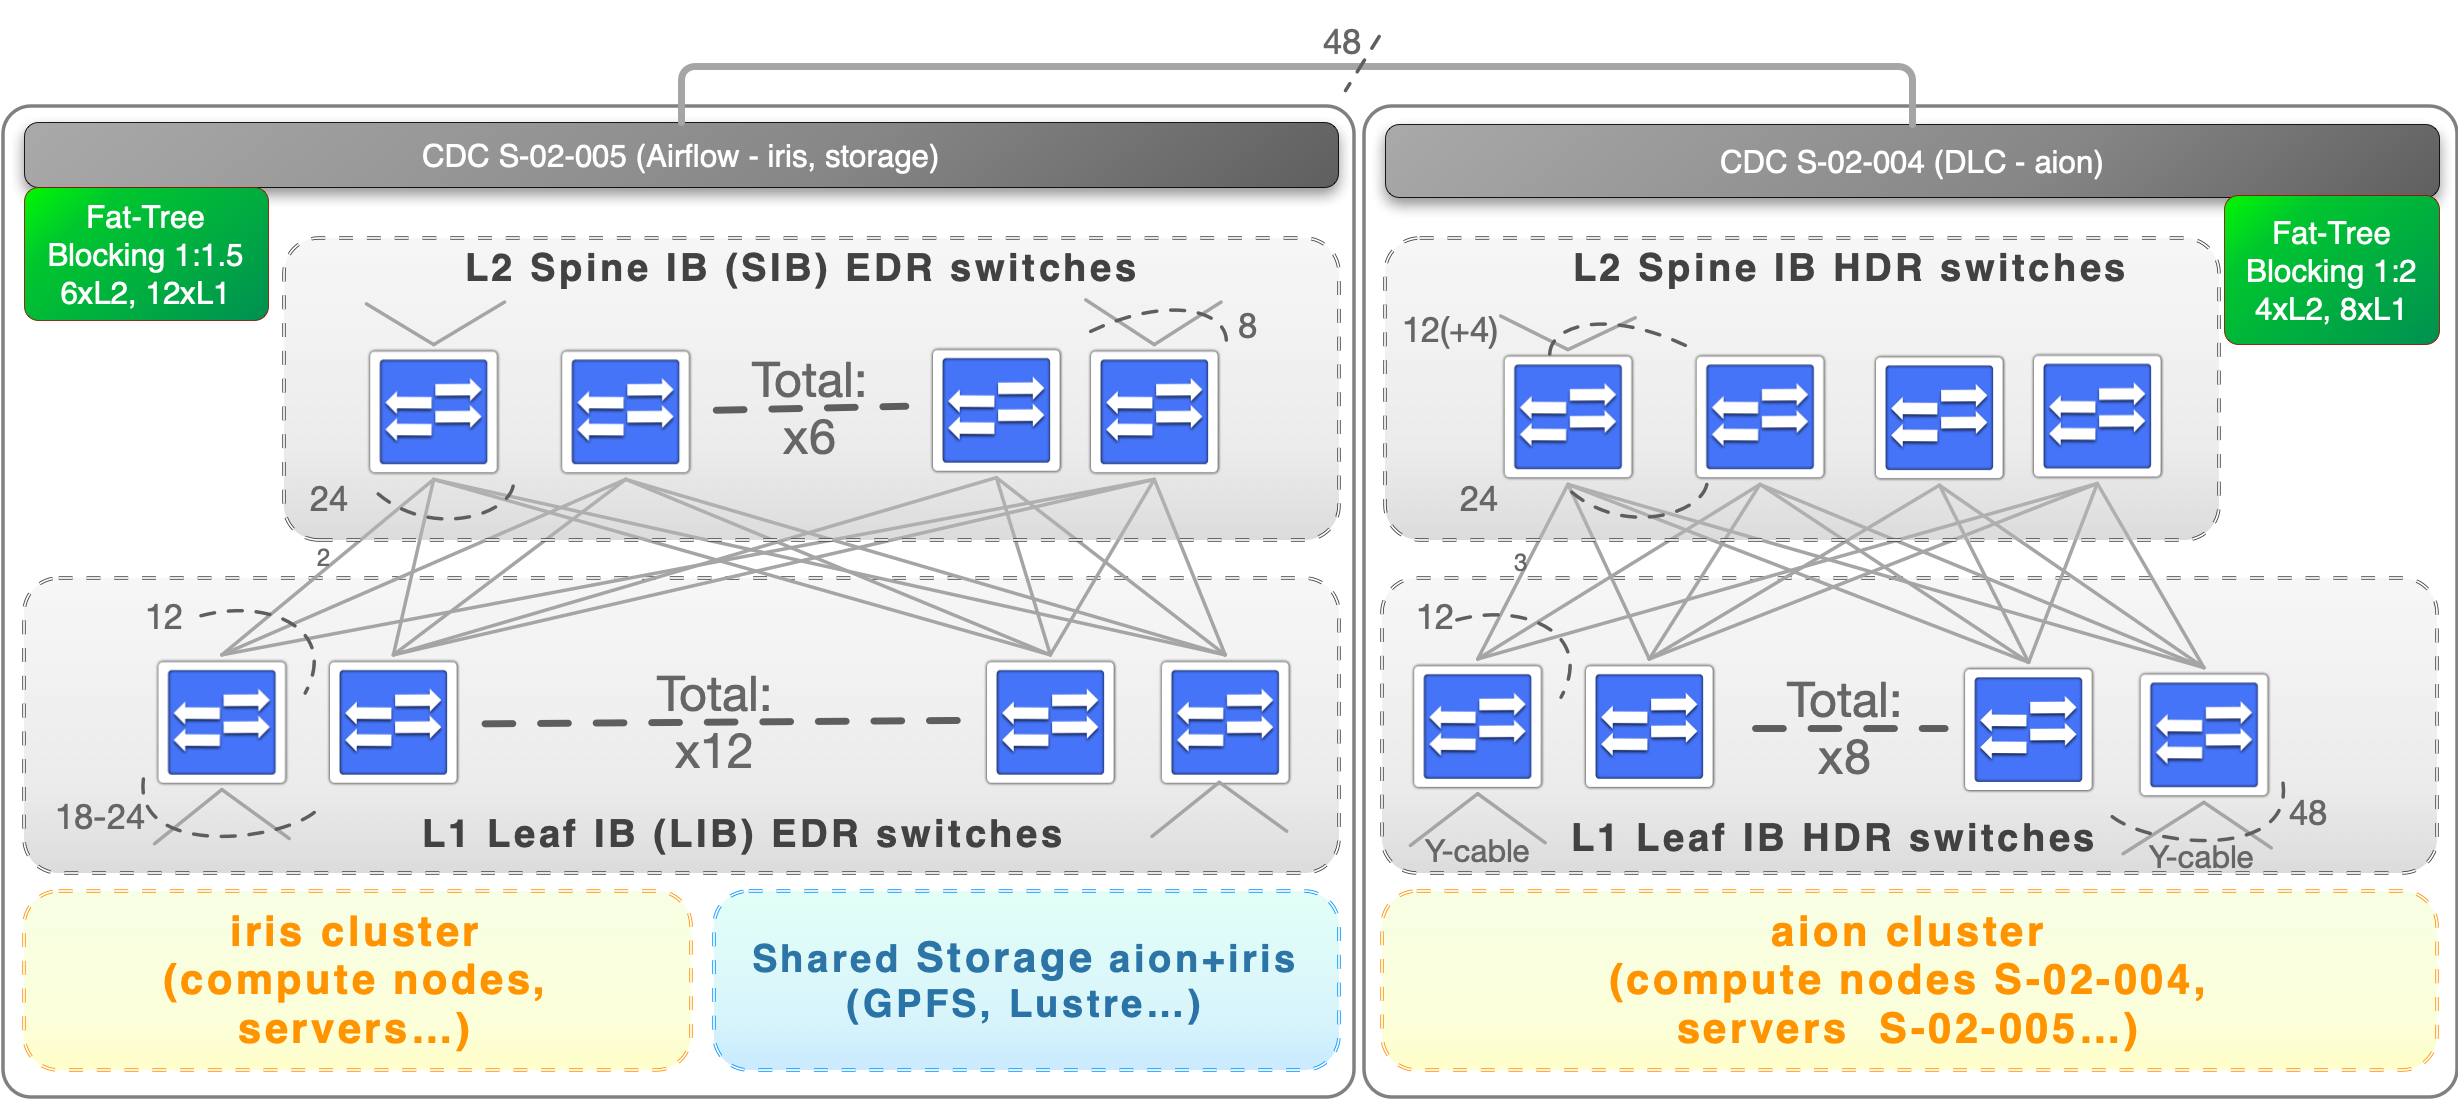 48
CDC S-02-005 (Airflow - iris, storage)
CDC S-02-004 (DLC - aion)
Fat-Tree
Blocking 1:1.5
6xL2, 12xL1
L2 Spine IB (SIB) EDR switches
8
Total:
x6
24
2
12
Total:
x12
18-24
L1 Leaf IB (LIB) EDR switches
iris cluster
(compute nodes,
servers...)
Shared Storage aion+iris
(GPFS, Lustre...)
Fat-Tree
Blocking 1:2
4xL2, 8xL1
L2 Spine IB HDR switches
12(+4)
24
3
12
Total:
x8
48
Y-cable
L1 Leaf IB HDR switches
Y-cable
aion cluster
(compute nodes S-02-004,
servers S-02-005...)